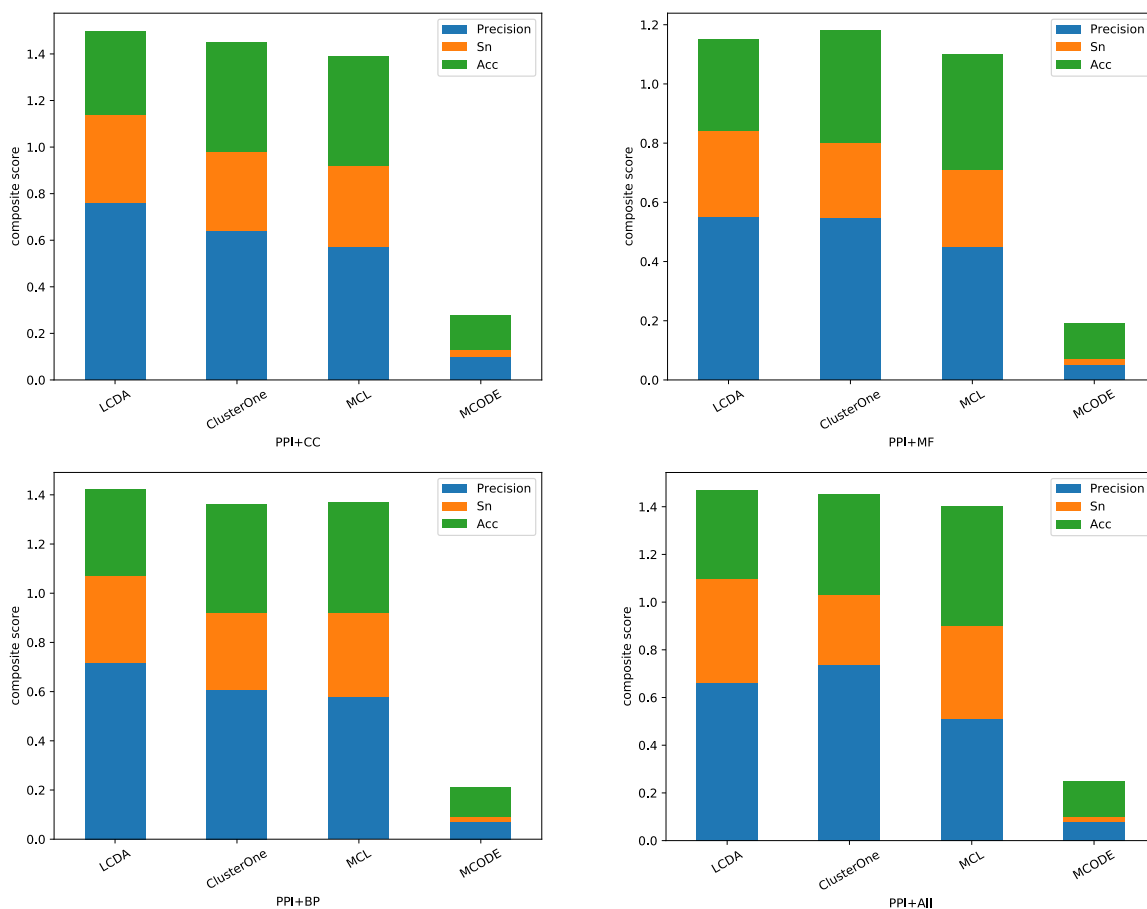 1.4
1.2
1.0
0.8
0.6
0.4
0.2
0.0
composite score
Precision
Sn
Acc
LCDA
ClusterOne
MCL
MCODE
PPI+CC
1.2
1.0
0.8
0.6
0.4
0.2
0.0
composite score
Precision
Sn
Acc
LCDA
ClusterOne
MCL
MCODE
PPI+MF
1.4
1.2
1.0
0.8
0.6
0.4
0.2
0.0
composite score
Precision
Sn
Acc
LCDA
ClusterOne
MCL
MCODE
PPI+BP
1.4
1.2
1.0
0.8
0.6
0.4
0.2
0.0
composite score
Precision
Sn
Acc
LCDA
ClusterOne
MCL
MCODE
PPI+All